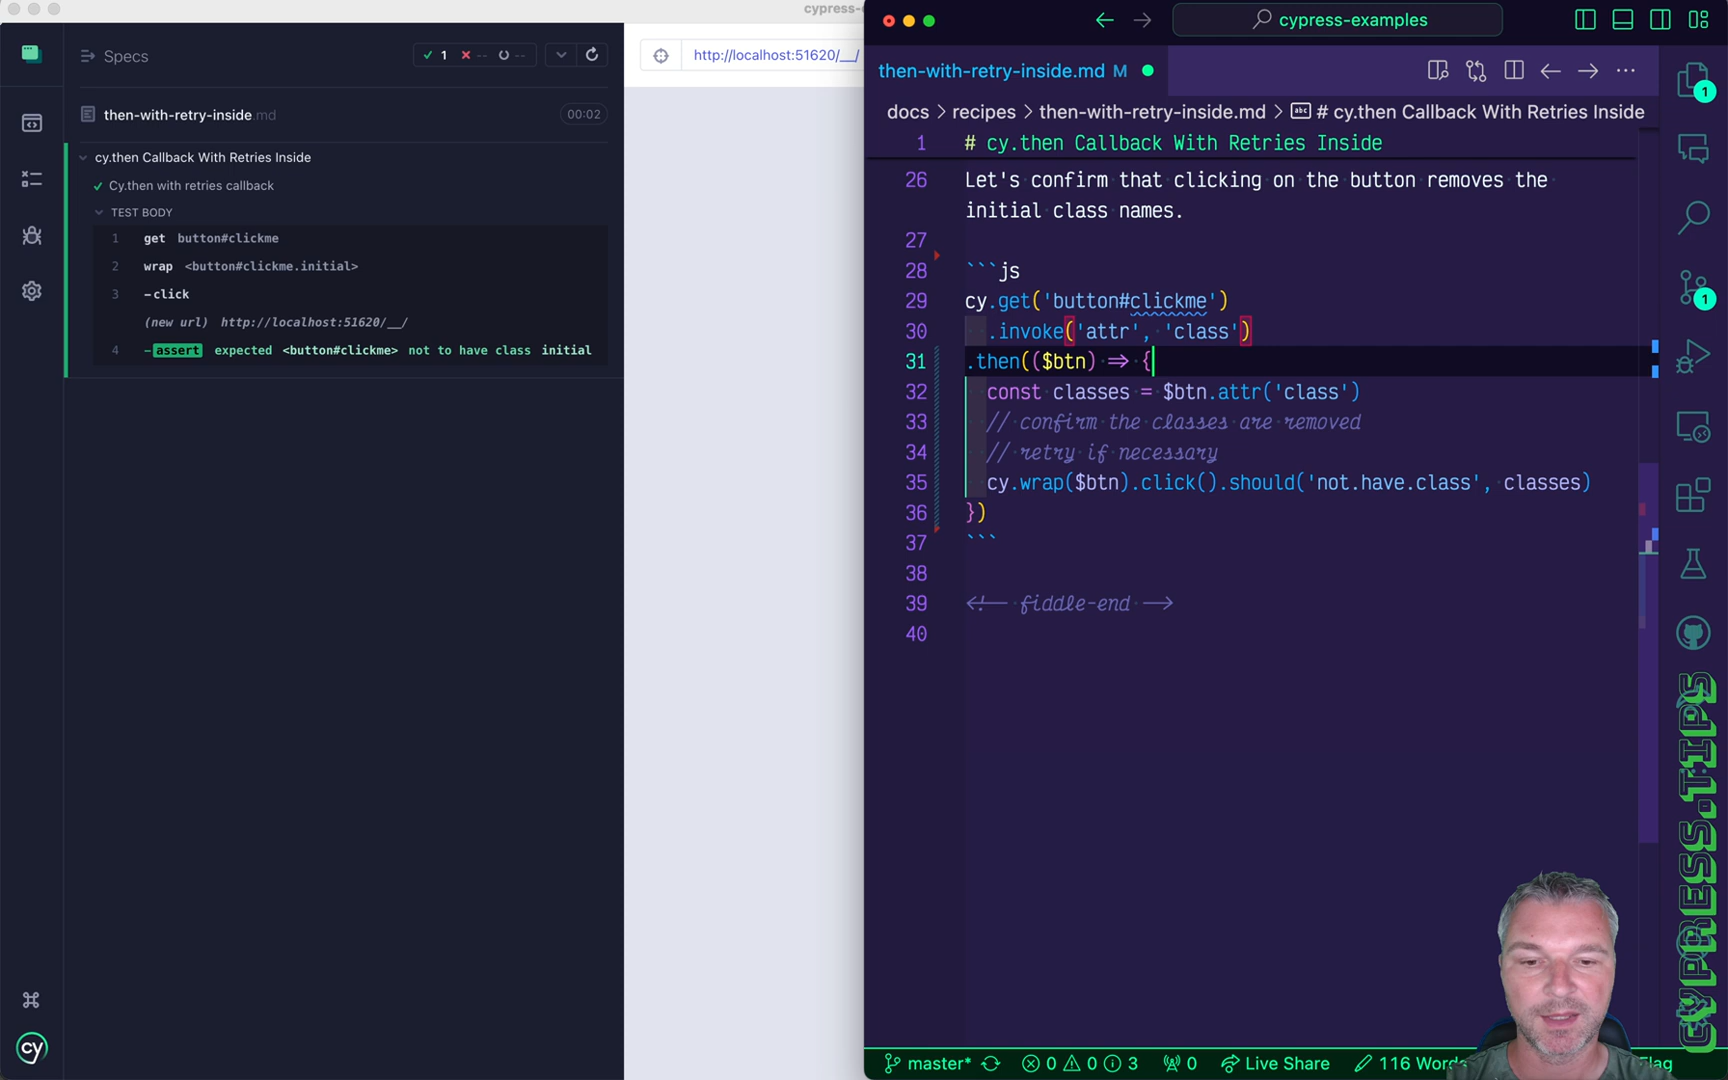 cypress-
Specs
1 -- --
http://localhost:51620/__/
then-with-retry-inside.md
00:02
cy.then Callback With Retries Inside
Cy.then with retries callback
TEST BODY
1 get button#clickme
2 wrap <button#clickme.initial>
3 -click
(new url) http://localhost:51620/__/
4 -assert expected <button#clickme> not to have class initial
cy
cypress-examples
then-with-retry-inside.md M
docs > recipes > then-with-retry-inside.md > # cy.then Callback With Retries Inside
1 # cy.then Callback With Retries Inside
26 Let's confirm that clicking on the button removes the
initial class names.
27
28 ```js
29 cy.get('button#clickme')
30 .invoke('attr', 'class')
31 .then(($btn) => {
32 const classes = $btn.attr('class')
33 // confirm the classes are removed
34 // retry if necessary
35 cy.wrap($btn).click().should('not.have.class', classes)
36 })
37 ```
38
39 <!-- fiddle-end -->
40
1
1
CYPRESS.TIPS
master* 0 0 3 0 Live Share 116 Words